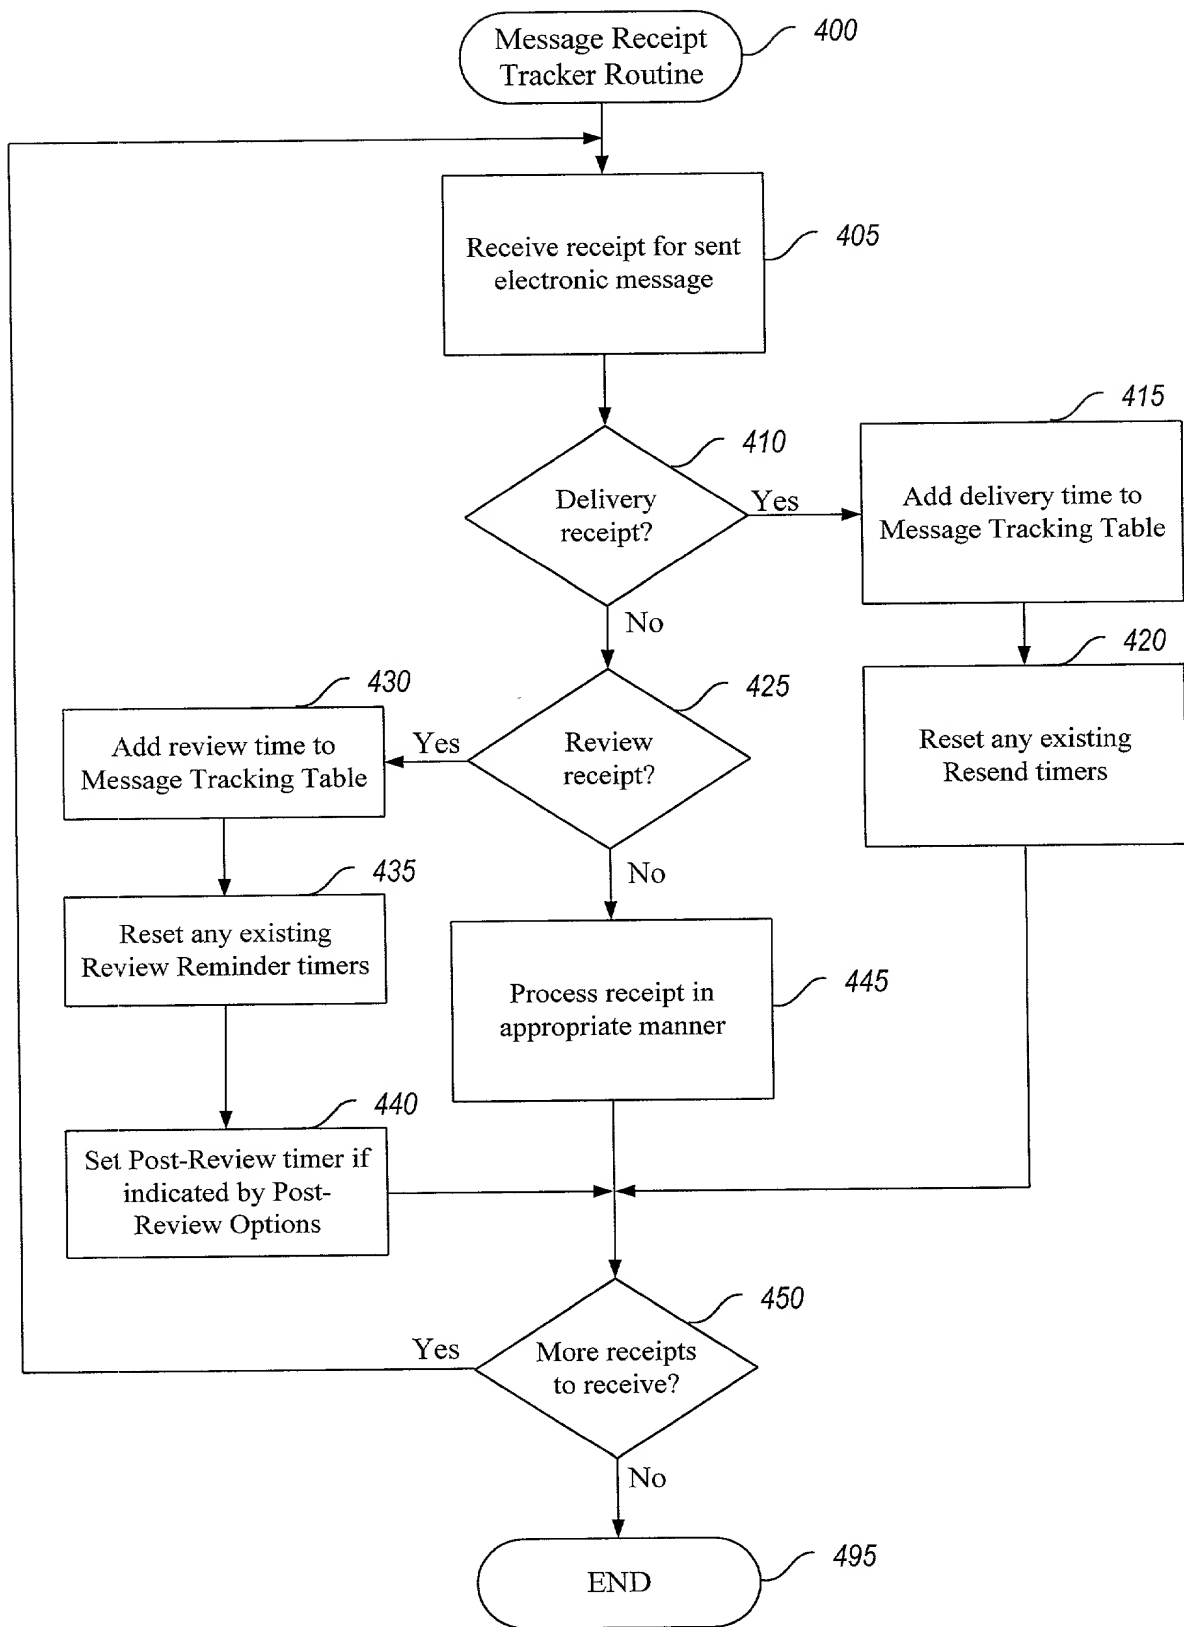 Message Receipt
Tracker Routine
400
Receive receipt for sent
electronic message
405
Delivery
receipt?
410
Yes
Add delivery time to
Message Tracking Table
415
No
Reset any existing
Resend timers
420
Review
receipt?
425
Yes
Add review time to
Message Tracking Table
430
No
Reset any existing
Review Reminder timers
435
Process receipt in
appropriate manner
445
Set Post-Review timer if
indicated by Post-
Review Options
440
More receipts
to receive?
450
Yes
No
END
495